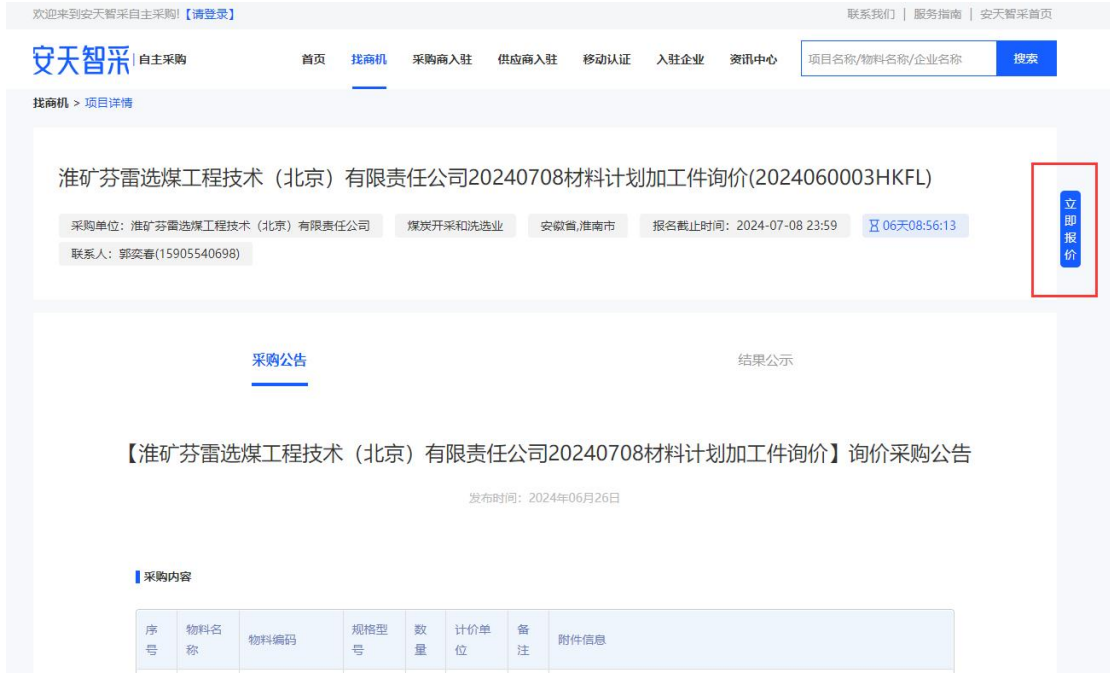 欢迎来到安天智采自主采购!【请登录】 联系我们 | 服务指南 | 安天智采首页
安天智采 自主采购 首页 找商机 采购商入驻 供应商入驻 移动认证 入驻企业 资讯中心 项目名称/物料名称/企业名称 搜索
找商机 > 项目详情
淮矿芬雷选煤工程技术（北京）有限责任公司20240708材料计划加工件询价(2024060003HKFL)
采购单位：淮矿芬雷选煤工程技术（北京）有限责任公司 煤炭开采和洗选业 安徽省,淮南市 报名截止时间：2024-07-08 23:59 06天08:56:13
联系人：郭奕春(15905540698)
立即报价
采购公告 结果公示
【淮矿芬雷选煤工程技术（北京）有限责任公司20240708材料计划加工件询价】询价采购公告
发布时间：2024年06月26日
采购内容
序号 物料名称 物料编码 规格型号 数量 计价单位 备注 附件信息